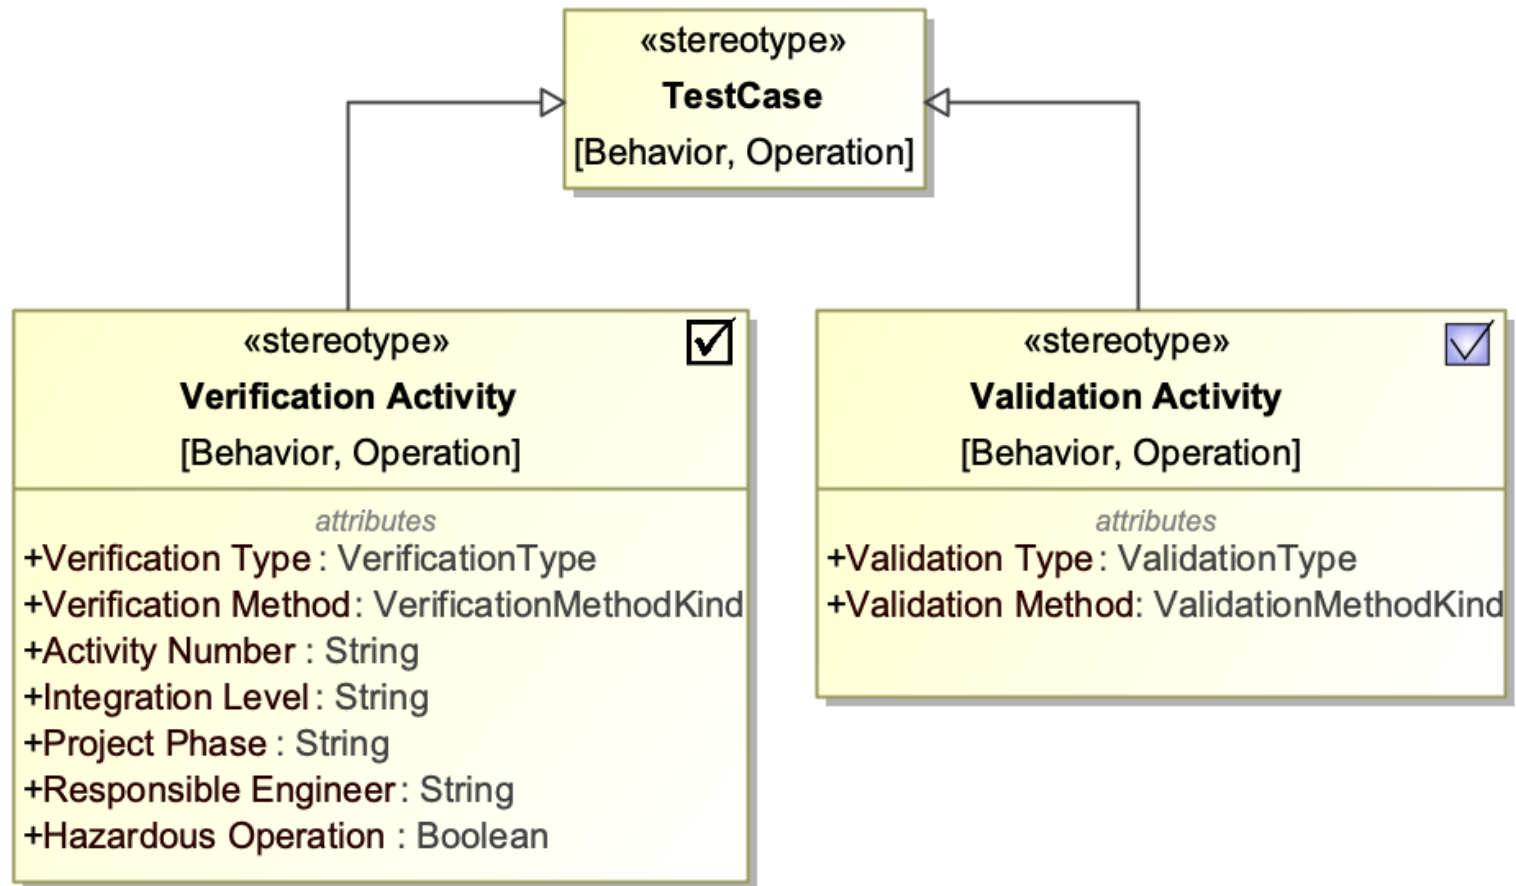 «stereotype»
TestCase
[Behavior, Operation]
«stereotype»
Verification Activity
[Behavior, Operation]
attributes
+Verification Type : VerificationType
+Verification Method : VerificationMethodKind
+Activity Number : String
+Integration Level : String
+Project Phase : String
+Responsible Engineer : String
+Hazardous Operation : Boolean
«stereotype»
Validation Activity
[Behavior, Operation]
attributes
+Validation Type : ValidationType
+Validation Method : ValidationMethodKind